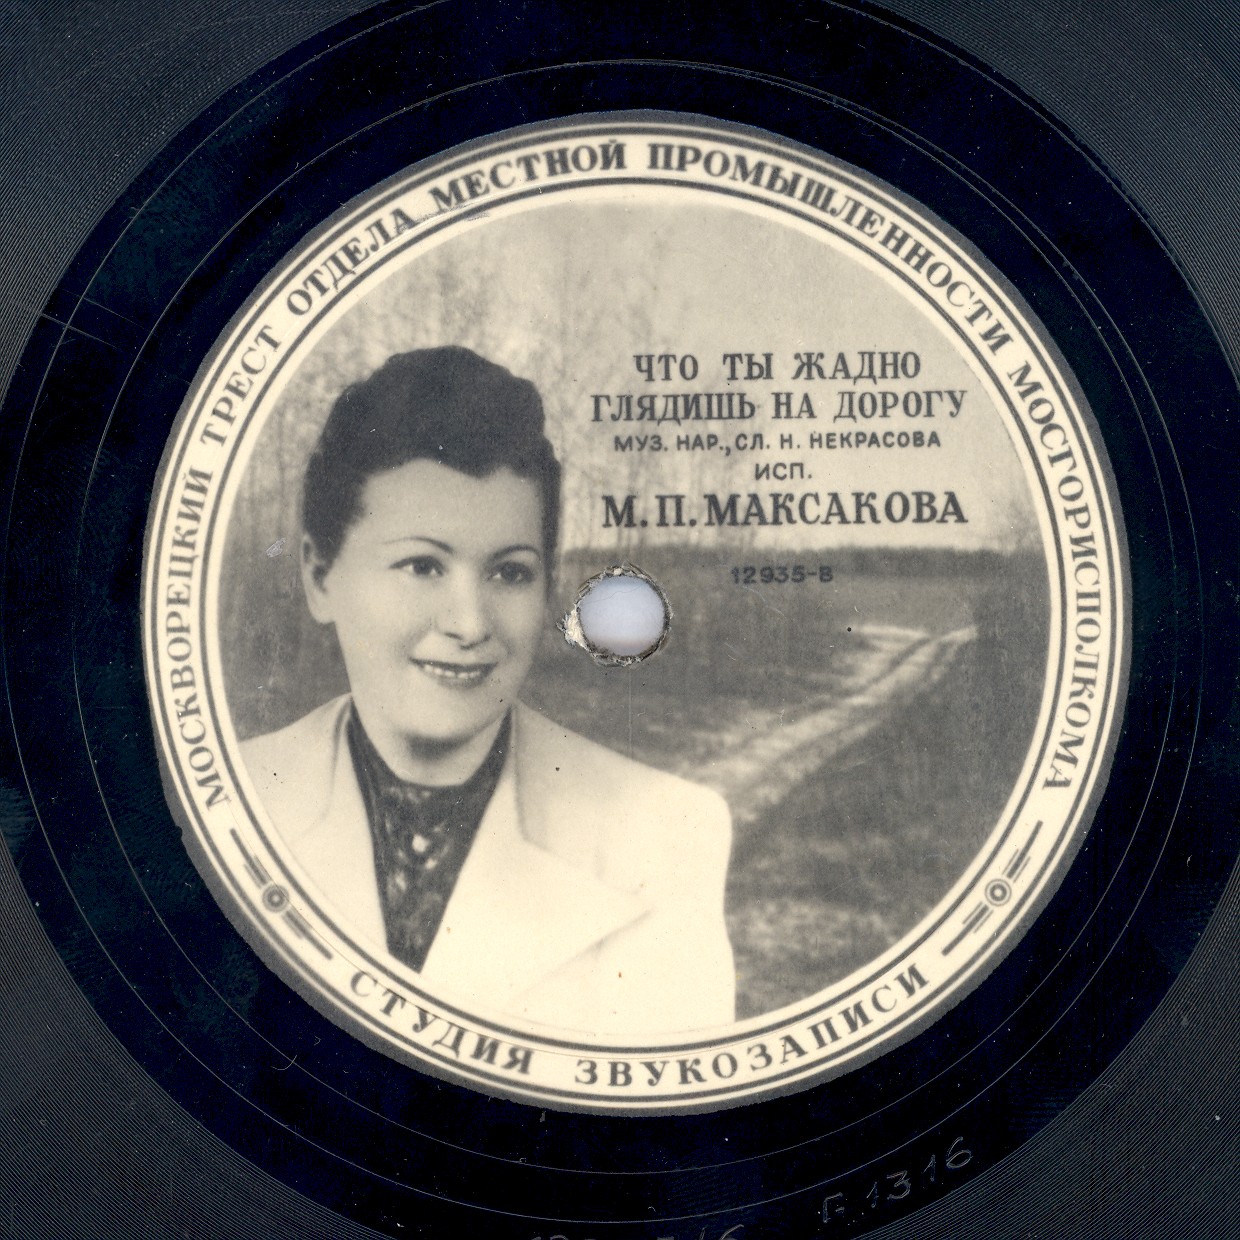 МОСКВОРЕЦКИЙ ТРЕСТ ОТДЕЛА МЕСТНОЙ ПРОМЫШЛЕННОСТИ МОСГОРИСПОЛКОМА
ЧТО ТЫ ЖАДНО
ГЛЯДИШЬ НА ДОРОГУ
МУЗ. НАР., СЛ. Н. НЕКРАСОВА
ИСП.
М. П. МАКСАКОВА
12935-В
СТУДИЯ ЗВУКОЗАПИСИ
1316